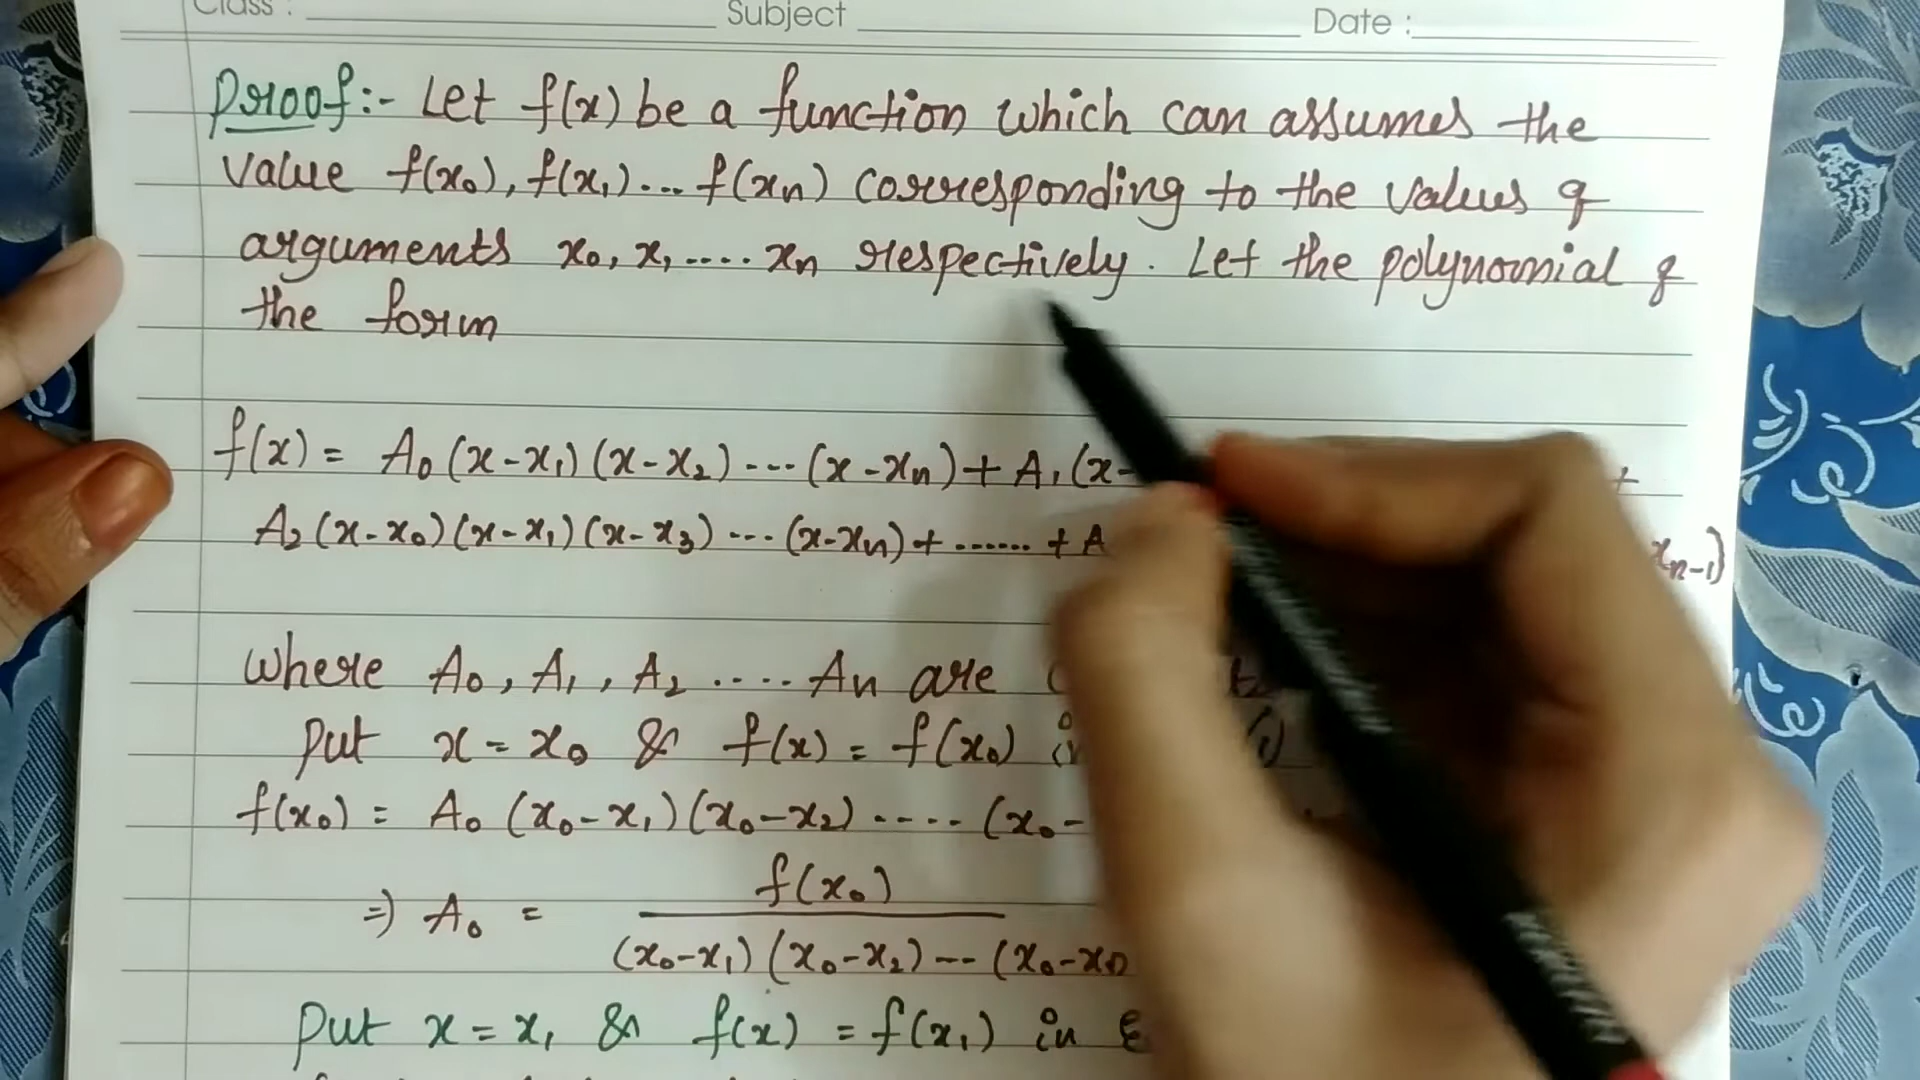 Class :
Subject
Date :
Proof:- Let f(x) be a function which can assumes the
value f(x₀), f(x₁)... f(xn) corresponding to the values of
arguments x₀, x₁.... xn respectively. Let the polynomial of
the form
f(x) = A₀(x-x₁)(x-x₂)---(x-xn)+ A₁(x- +
A₂(x-x₀)(x-x₁)(x-x₃)---(x-xn)+ ...... + A xn-1)
where A₀, A₁, A₂ .... An are
Put x = x₀ & f(x) = f(x₀) (1)
f(x₀) = A₀ (x₀-x₁)(x₀-x₂)----(x₀-
⇒ A₀ = f(x₀)
(x₀-x₁)(x₀-x₂)--(x₀-xn
Put x = x₁ & f(x) = f(x₁) in